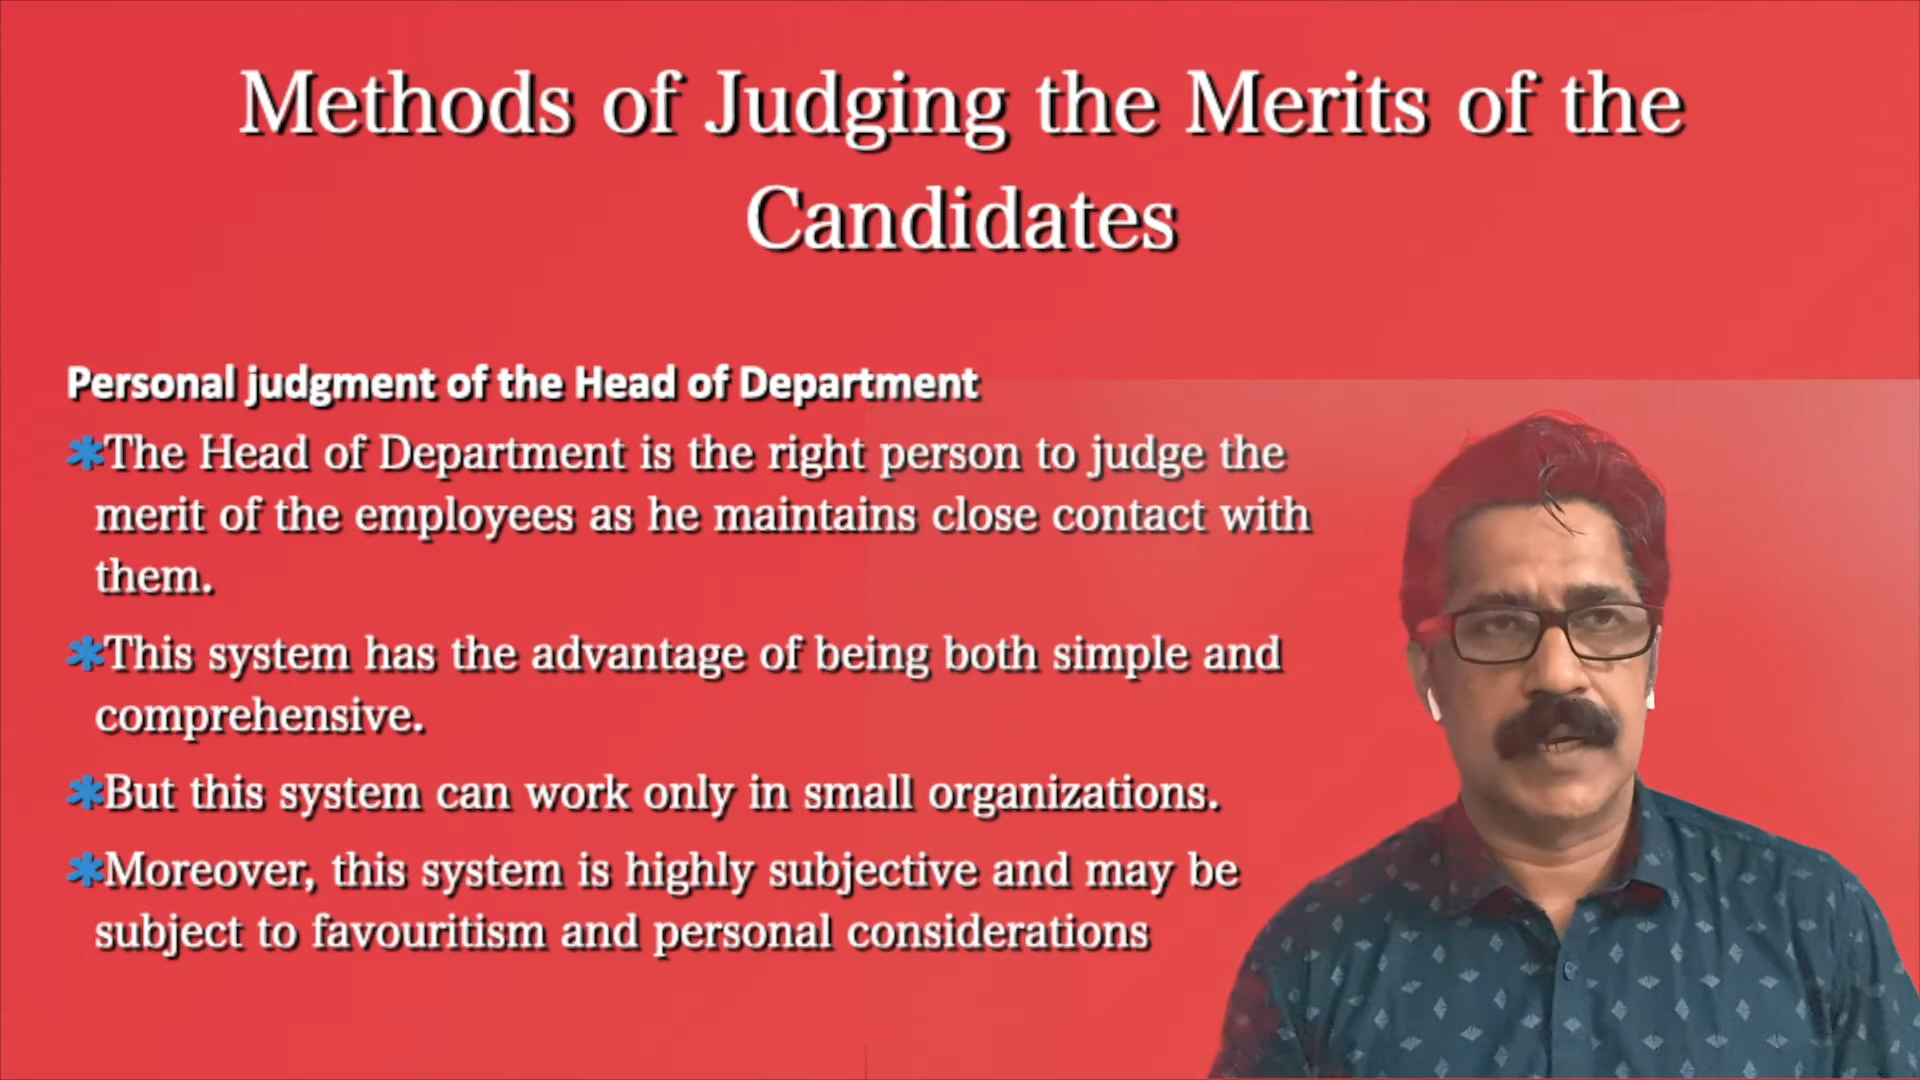 Methods of Judging the Merits of the
Candidates
Personal judgment of the Head of Department
*The Head of Department is the right person to judge the
merit of the employees as he maintains close contact with
them.
*This system has the advantage of being both simple and
comprehensive.
*But this system can work only in small organizations.
*Moreover, this system is highly subjective and may be
subject to favouritism and personal considerations